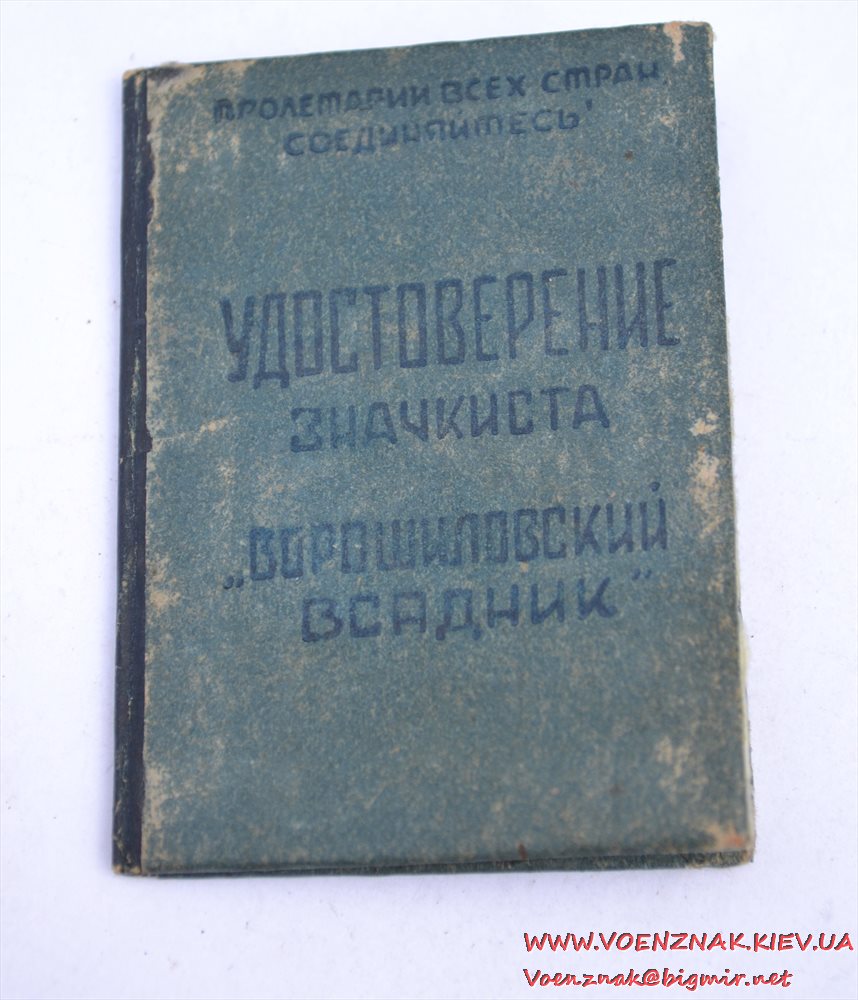 ПРОЛЕТАРИИ ВСЕХ СТРАН,
СОЕДИНЯЙТЕСЬ!
УДОСТОВЕРЕНИЕ
ЗНАЧКИСТА
„ВОРОШИЛОВСКИЙ
ВСАДНИК"
WWW.VOENZNAK.KIEV.UA
Voenznak@bigmir.net